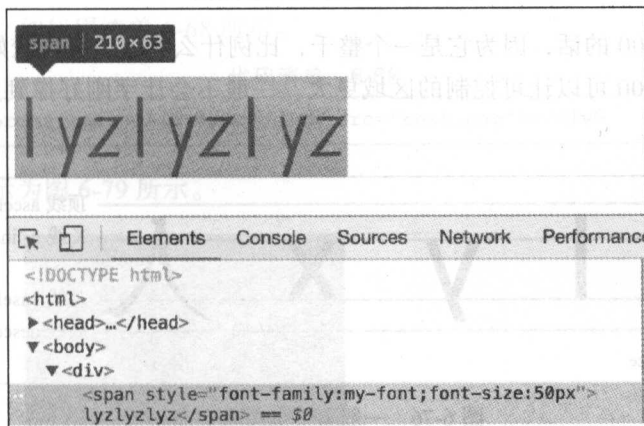 span 210×63
lyzlyzlyz
Elements Console Sources Network Performance
<!DOCTYPE html>
<html>
▶<head>…</head>
▼<body>
▼<div>
<span style="font-family:my-font;font-size:50px">
lyzlyzlyz</span> == $0